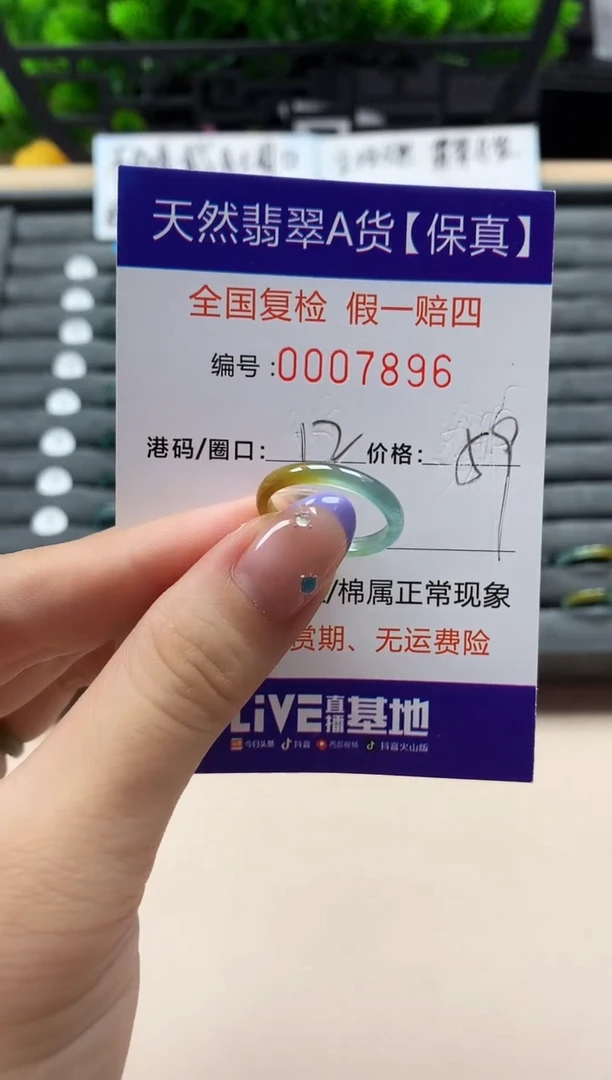 天然翡翠A货【保真】
全国复检 假一赔四
编号:0007896
港码/圈口: 12 价格: 89
/棉属正常现象
赏期、无运费险
LiVE直播基地
今日头条 抖音 西瓜视频 抖音火山版